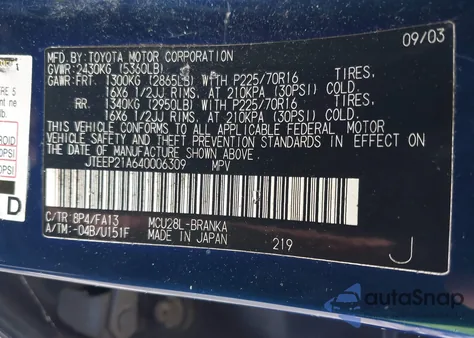 09/03
MFD. BY: TOYOTA MOTOR CORPORATION
GVWR: 2430KG (5360LB)
GAWR: FRT. 1300KG (2865LB) WITH P225/70R16 TIRES,
16X6 1/2JJ RIMS, AT 210KPA (30PSI) COLD.
RR. 1340KG (2950LB) WITH P225/70R16 TIRES,
16X6 1/2JJ RIMS, AT 210KPA (30PSI) COLD.
THIS VEHICLE CONFORMS TO ALL APPLICABLE FEDERAL MOTOR
VEHICLE SAFETY AND THEFT PREVENTION STANDARDS IN EFFECT ON
THE DATE OF MANUFACTURE SHOWN ABOVE.
JTEEP21A640006309 MPV
C/TR: 8P4/FA13 MCU28L-BRANKA
A/TM: -04B/U151F MADE IN JAPAN 219 J
D
autoSnap